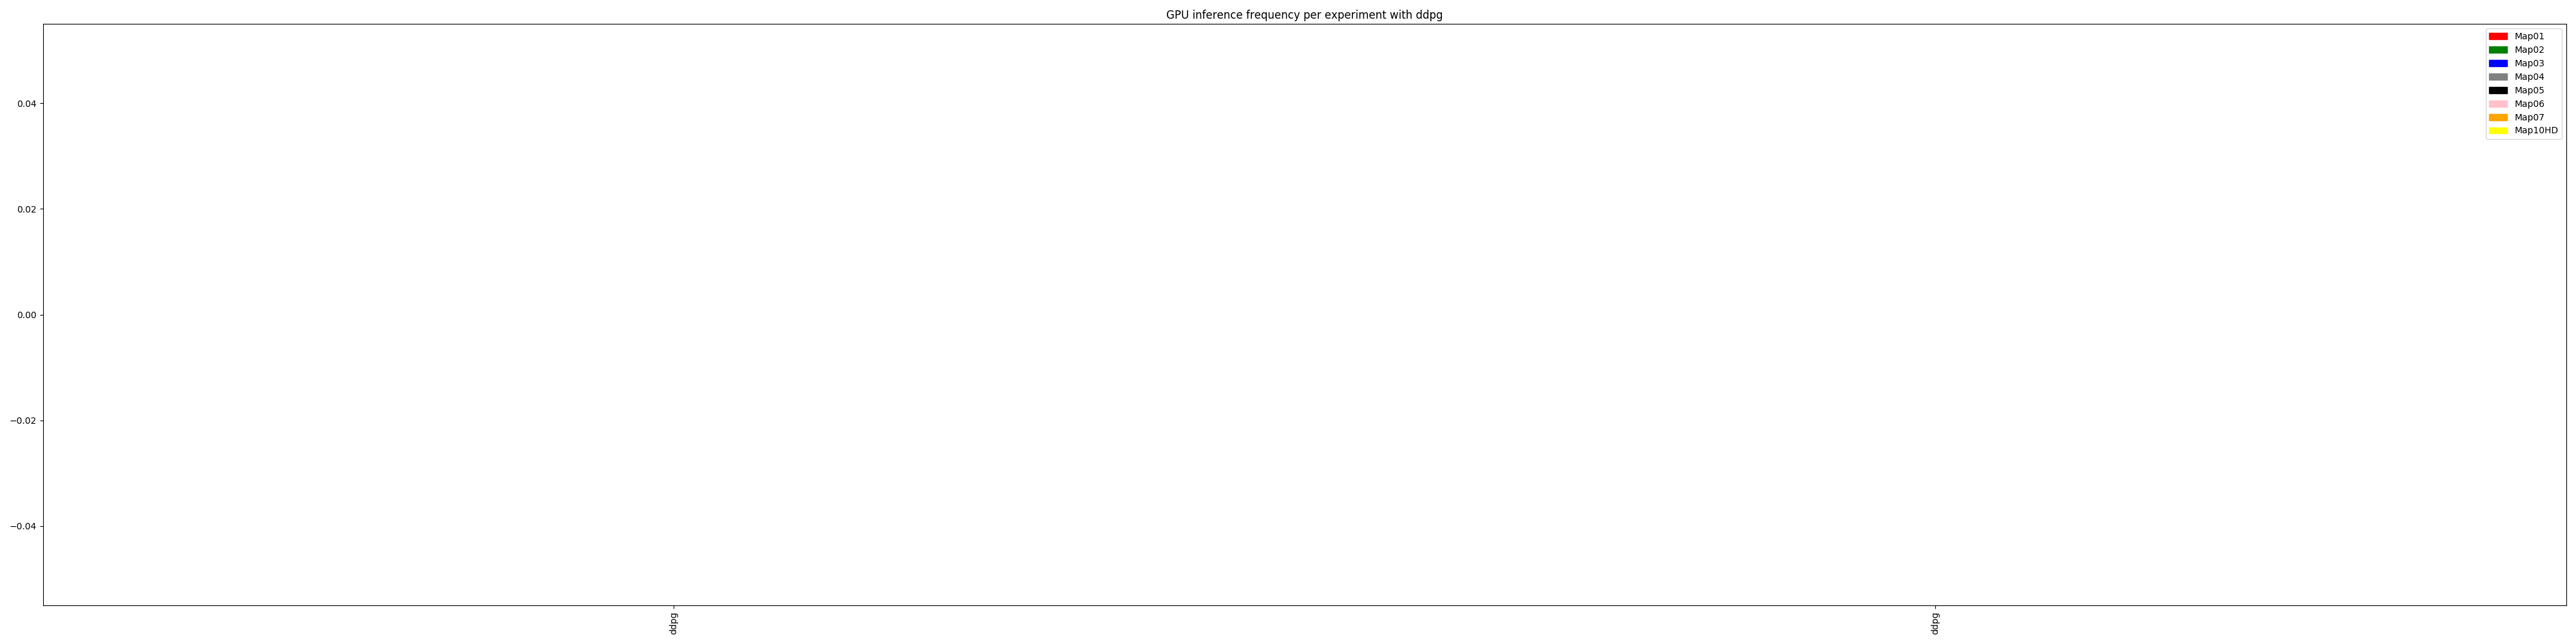 GPU inference frequency per experiment with ddpg
Map01
Map02
Map03
Map04
Map05
Map06
Map07
Map10HD
0.04
0.02
0.00
−0.02
−0.04
ddpg
ddpg